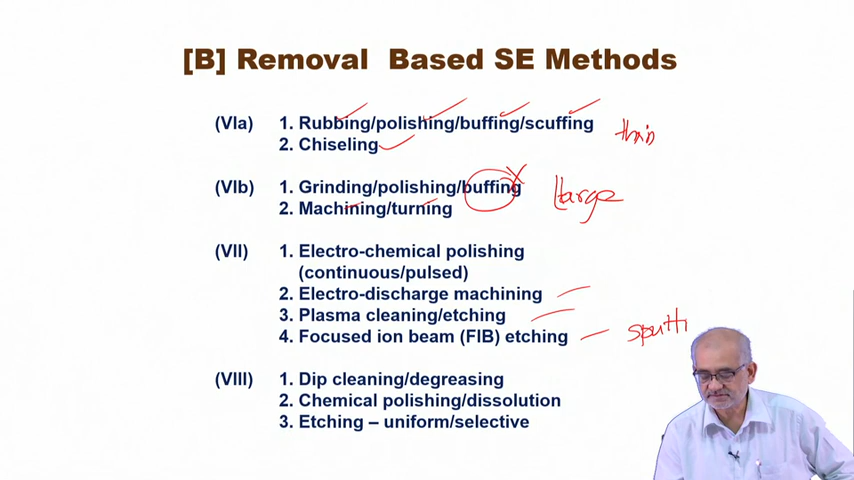 [B] Removal Based SE Methods
(VIa) 1. Rubbing/polishing/buffing/scuffing
2. Chiseling
thin
(VIb) 1. Grinding/polishing/buffing
2. Machining/turning
Large
(VII) 1. Electro-chemical polishing
(continuous/pulsed)
2. Electro-discharge machining
3. Plasma cleaning/etching
4. Focused ion beam (FIB) etching
(VIII) 1. Dip cleaning/degreasing
2. Chemical polishing/dissolution
3. Etching – uniform/selective